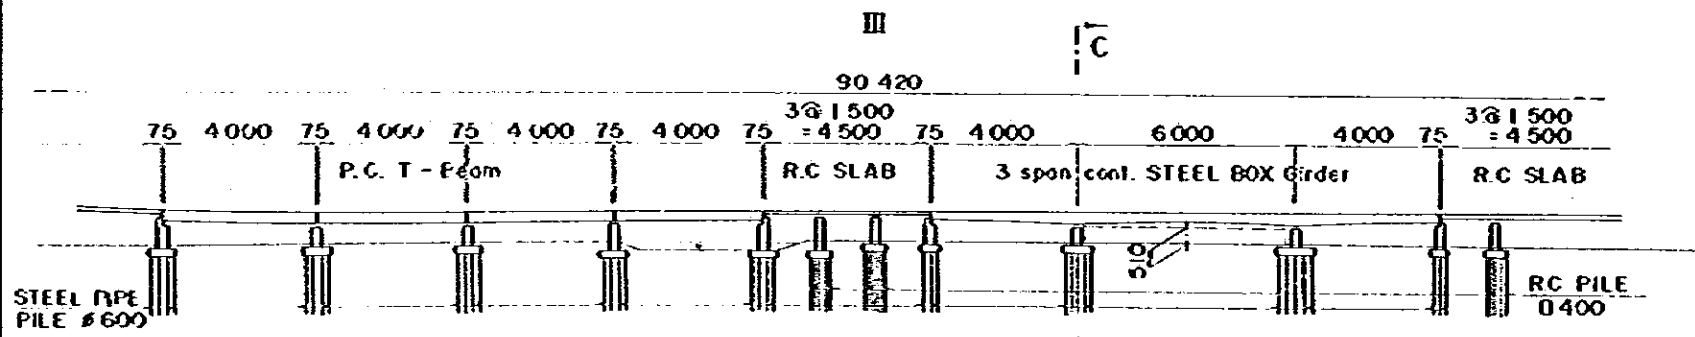 III
C
90 420
3@ 1 500 3@ 1 500
75 4 000 75 4 000 75 4 000 75 4 000 75 = 4 500 75 4 000 6 000 4 000 75 = 4 500
P.C. T - Beam R.C SLAB 3 span cont. STEEL BOX Girder R.C SLAB
510
STEEL PIPE RC PILE
PILE ø 600 □ 400